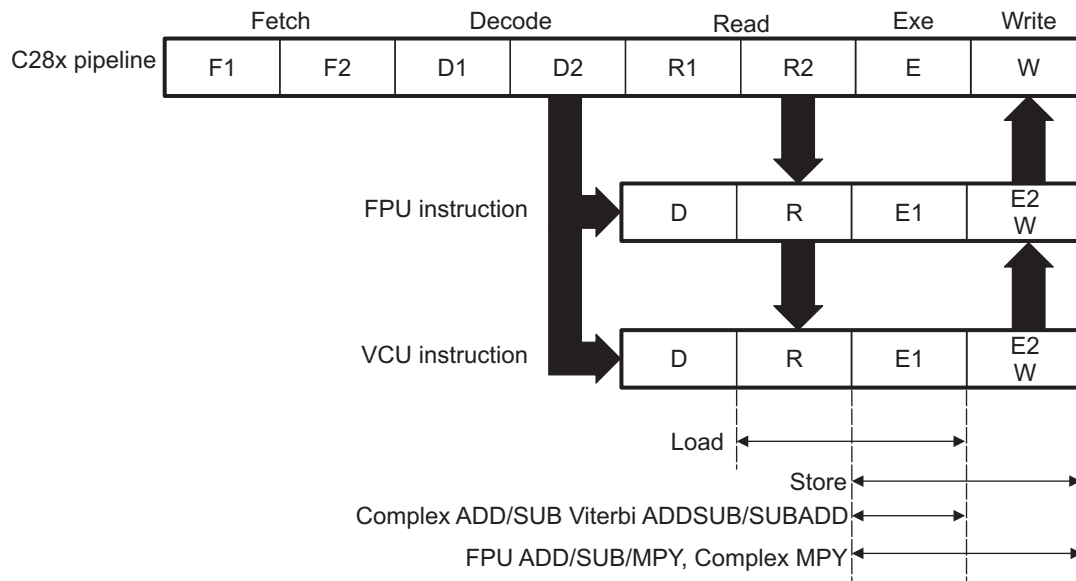 Fetch Decode Read Exe Write
C28x pipeline F1 F2 D1 D2 R1 R2 E W
FPU instruction D R E1 E2
W
VCU instruction D R E1 E2
W
Load
Store
Complex ADD/SUB Viterbi ADDSUB/SUBADD
FPU ADD/SUB/MPY, Complex MPY